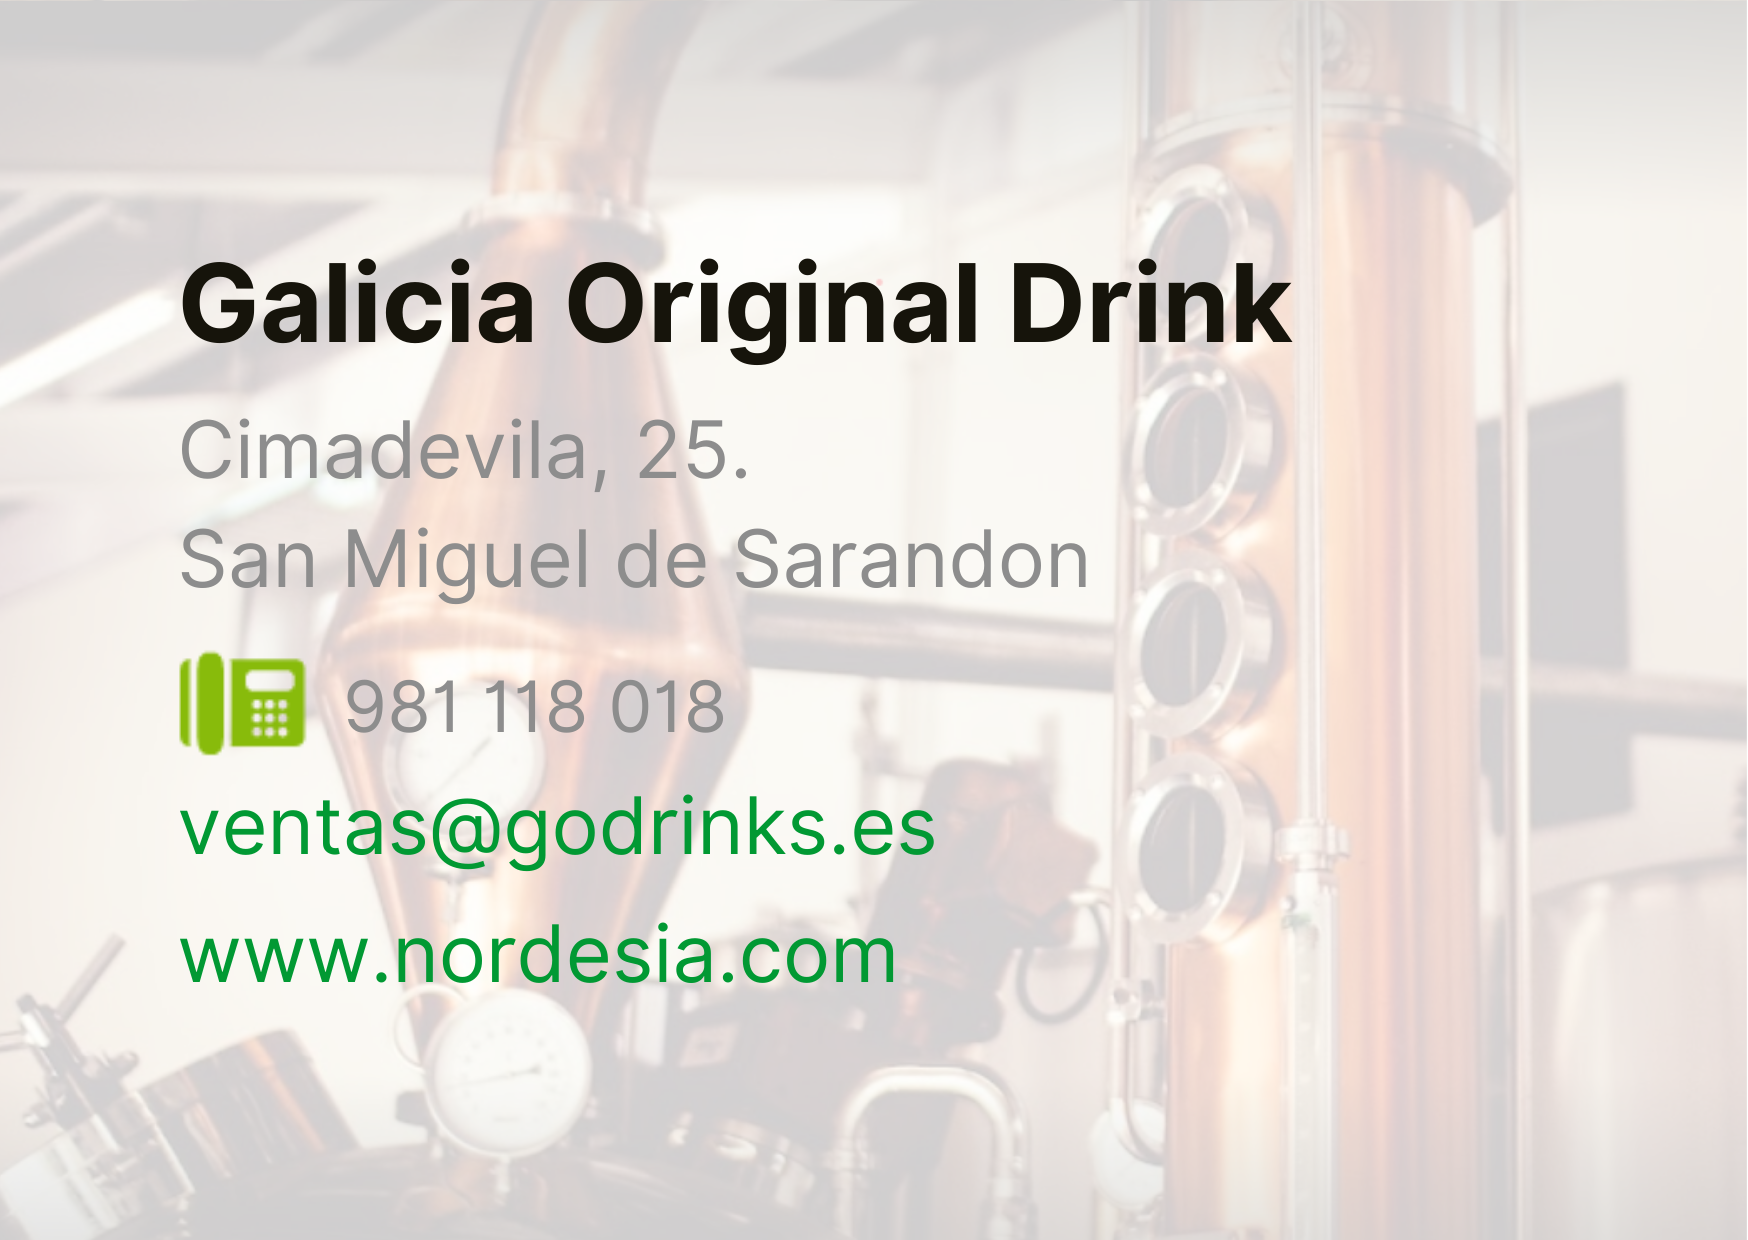 Galicia Original Drink
Cimadevila, 25.
San Miguel de Sarandon
981 118 018
ventas@godrinks.es
www.nordesia.com